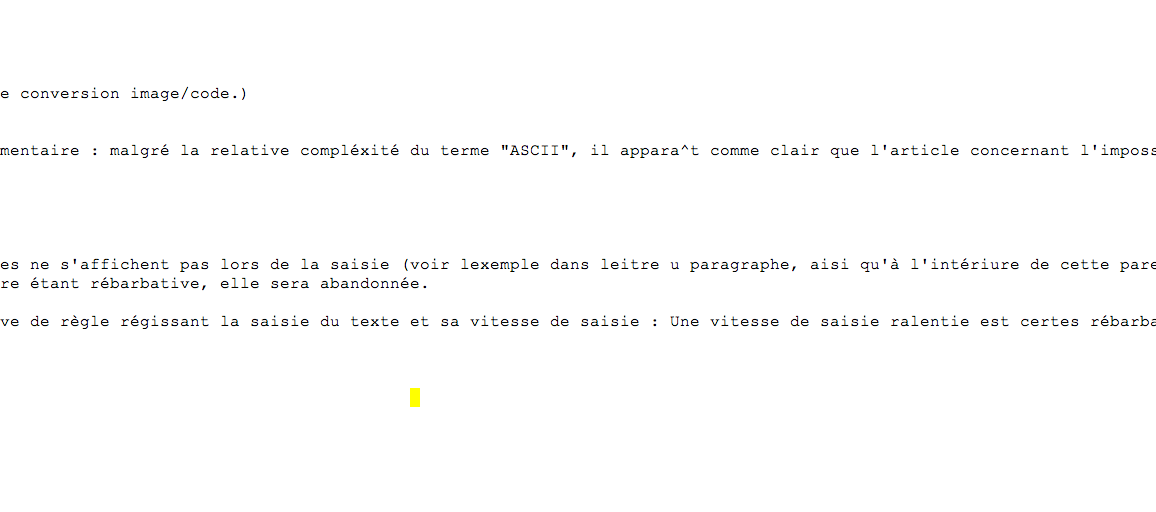 e conversion image/code.)
mentaire : malgré la relative compléxité du terme "ASCII", il appara^t comme clair que l'article concernant l'imposs
es ne s'affichent pas lors de la saisie (voir lexemple dans leitre u paragraphe, aisi qu'à l'intériure de cette pare
re étant rébarbative, elle sera abandonnée.
ve de règle régissant la saisie du texte et sa vitesse de saisie : Une vitesse de saisie ralentie est certes rébarba